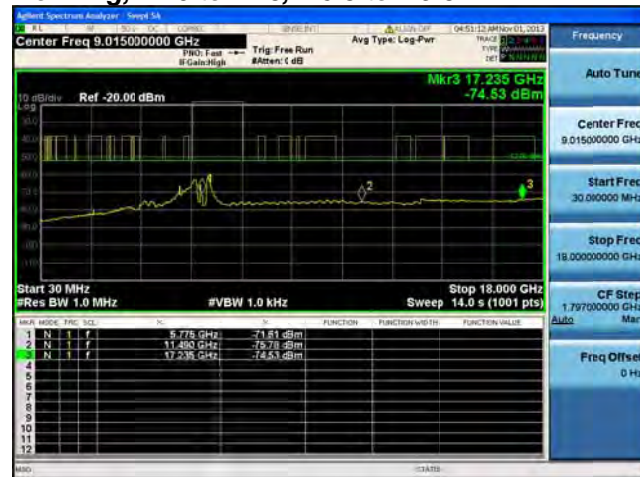 Agilent Spectrum Analyzer - Swept SA
Center Freq 9.015000000 GHz
PNO: Fast
IFGain:High
Trig: Free Run
#Atten: 0 dB
Avg Type: Log-Pwr
04:51:12 AM Nov 01, 2013
TRACE
TYPE
DET
Mkr3 17.235 GHz
-74.53 dBm
10 dB/div
Log
Ref -20.00 dBm
2
3
Start 30 MHz
Stop 18.000 GHz
#Res BW 1.0 MHz
#VBW 1.0 kHz
Sweep 14.0 s (1001 pts)
MKR MODE TRC SCL X Y FUNCTION FUNCTION WIDTH FUNCTION VALUE
1 N 1 f 5.775 GHz -71.51 dBm
2 N 1 f 11.490 GHz -75.78 dBm
3 N 1 f 17.235 GHz -74.53 dBm
4
5
6
7
8
9
10
11
12
MSG
STATUS
Frequency
Auto Tune
Center Freq
9.015000000 GHz
Start Freq
30.000000 MHz
Stop Freq
18.000000000 GHz
CF Step
1.797000000 GHz
Auto Man
Freq Offset
0 Hz